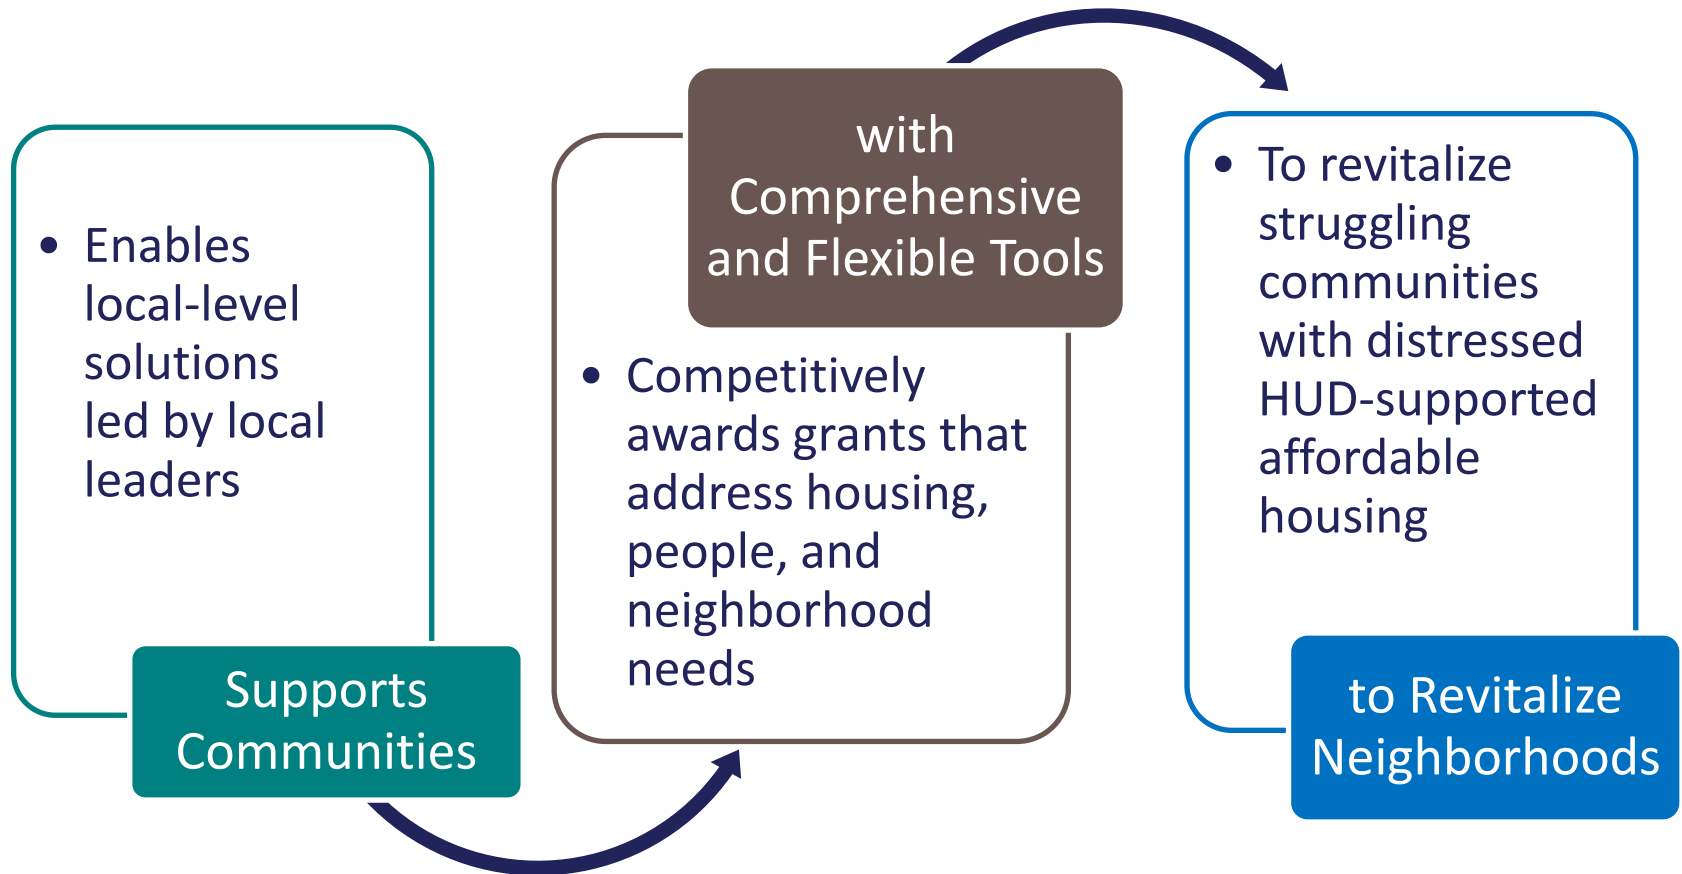 • Enables
local-level
solutions
led by local
leaders
Supports
Communities
with
Comprehensive
and Flexible Tools
• Competitively
awards grants that
address housing,
people, and
neighborhood
needs
• To revitalize
struggling
communities
with distressed
HUD-supported
affordable
housing
to Revitalize
Neighborhoods